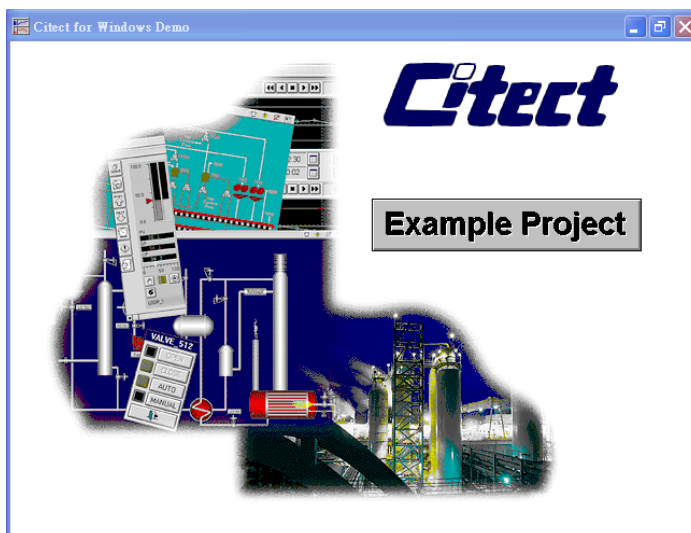 Citect for Windows Demo
Citect
Example Project
VALVE_512
OPEN
CLOSE
AUTO
MANUAL